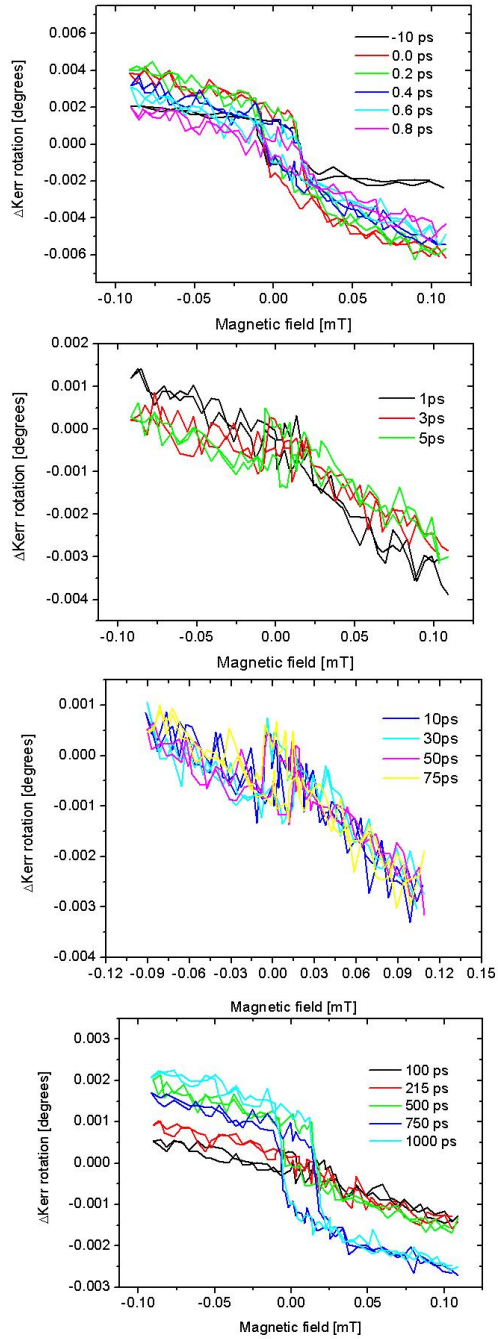 0.006
0.004
0.002
0.000
-0.002
-0.004
-0.006
ΔKerr rotation [degrees]
-10 ps
0.0 ps
0.2 ps
0.4 ps
0.6 ps
0.8 ps
-0.10 -0.05 0.00 0.05 0.10
Magnetic field [mT]
0.002
0.001
0.000
-0.001
-0.002
-0.003
-0.004
ΔKerr rotation [degrees]
1ps
3ps
5ps
-0.10 -0.05 0.00 0.05 0.10
Magnetic field [mT]
0.001
0.000
-0.001
-0.002
-0.003
-0.004
ΔKerr rotation [degrees]
10ps
30ps
50ps
75ps
-0.12 -0.09 -0.06 -0.03 0.00 0.03 0.06 0.09 0.12 0.15
Magnetic field [mT]
0.003
0.002
0.001
0.000
-0.001
-0.002
-0.003
ΔKerr rotation [degrees]
100 ps
215 ps
500 ps
750 ps
1000 ps
-0.10 -0.05 0.00 0.05 0.10
Magnetic field [mT]